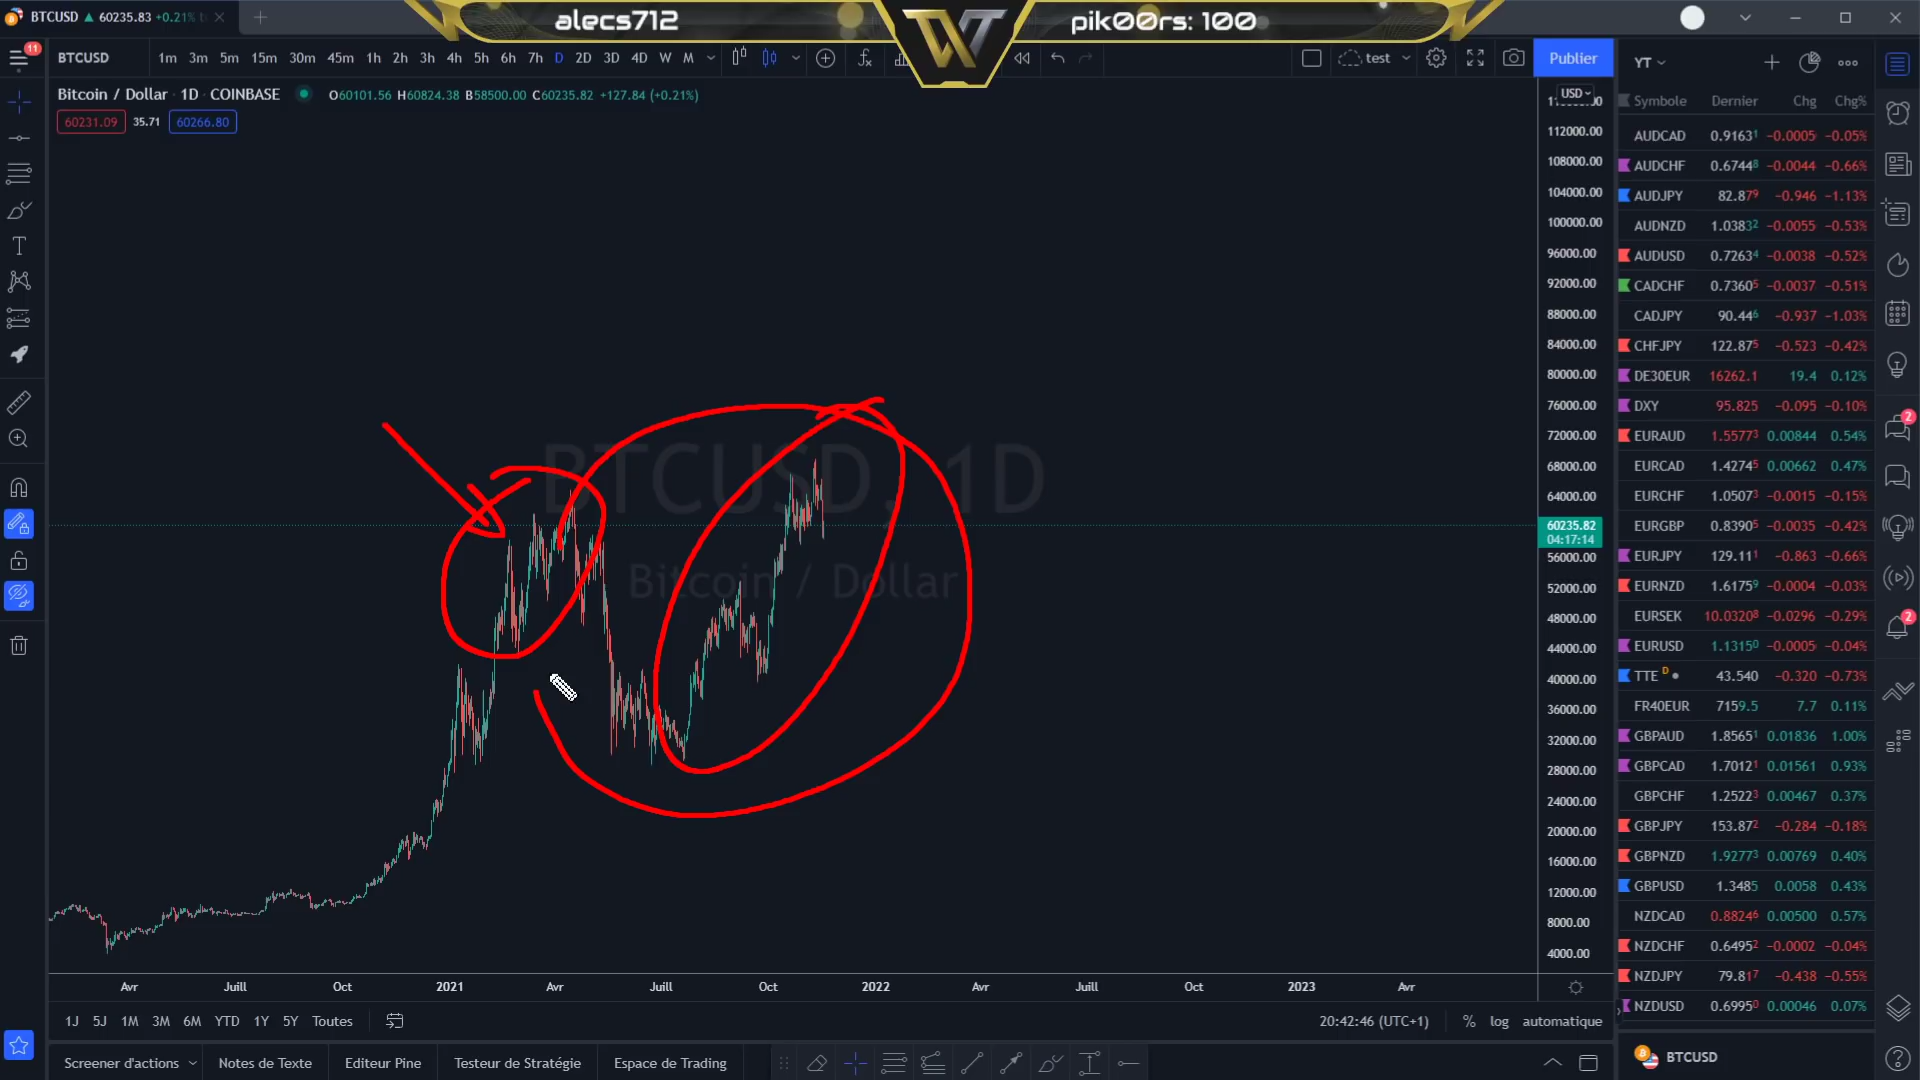 BTCUSD ▲ 60235.83 +0.21%
alecs712
pik00rs: 100
11
BTCUSD 1m 3m 5m 15m 30m 45m 1h 2h 3h 4h 5h 6h 7h D 2D 3D 4D W M
test
Publier
YT
Bitcoin / Dollar · 1D · COINBASE O60101.56 H60824.38 B58500.00 C60235.82 +127.84 (+0.21%)
60231.09 35.71 60266.80
USD
Symbole Dernier Chg Chg%
112000.00
108000.00
104000.00
100000.00
96000.00
92000.00
88000.00
84000.00
80000.00
76000.00
72000.00
68000.00
64000.00
60235.82
04:17:14
56000.00
52000.00
48000.00
44000.00
40000.00
36000.00
32000.00
28000.00
24000.00
20000.00
16000.00
12000.00
8000.00
4000.00
BTCUSD, 1D
Bitcoin / Dollar
AUDCAD 0.91631 −0.0005 −0.05%
AUDCHF 0.67448 −0.0044 −0.66%
AUDJPY 82.879 −0.946 −1.13%
AUDNZD 1.03832 −0.0055 −0.53%
AUDUSD 0.72634 −0.0038 −0.52%
CADCHF 0.73605 −0.0037 −0.51%
CADJPY 90.446 −0.937 −1.03%
CHFJPY 122.875 −0.523 −0.42%
DE30EUR 16262.1 19.4 0.12%
DXY 95.825 −0.095 −0.10%
EURAUD 1.55773 0.00844 0.54%
EURCAD 1.42745 0.00662 0.47%
EURCHF 1.05073 −0.0015 −0.15%
EURGBP 0.83905 −0.0035 −0.42%
EURJPY 129.111 −0.863 −0.66%
EURNZD 1.61759 −0.0004 −0.03%
EURSEK 10.03208 −0.0296 −0.29%
EURUSD 1.13150 −0.0005 −0.04%
TTE D 43.540 −0.320 −0.73%
FR40EUR 7159.5 7.7 0.11%
GBPAUD 1.85651 0.01836 1.00%
GBPCAD 1.70121 0.01561 0.93%
GBPCHF 1.25223 0.00467 0.37%
GBPJPY 153.872 −0.284 −0.18%
GBPNZD 1.92773 0.00769 0.40%
GBPUSD 1.3485 0.0058 0.43%
NZDCAD 0.88246 0.00500 0.57%
NZDCHF 0.64952 −0.0002 −0.04%
NZDJPY 79.817 −0.438 −0.55%
NZDUSD 0.69950 0.00046 0.07%
2
2
Avr Juill Oct 2021 Avr Juill Oct 2022 Avr Juill Oct 2023 Avr
1J 5J 1M 3M 6M YTD 1Y 5Y Toutes
20:42:46 (UTC+1) % log automatique
Screener d'actions Notes de Texte Editeur Pine Testeur de Stratégie Espace de Trading
BTCUSD